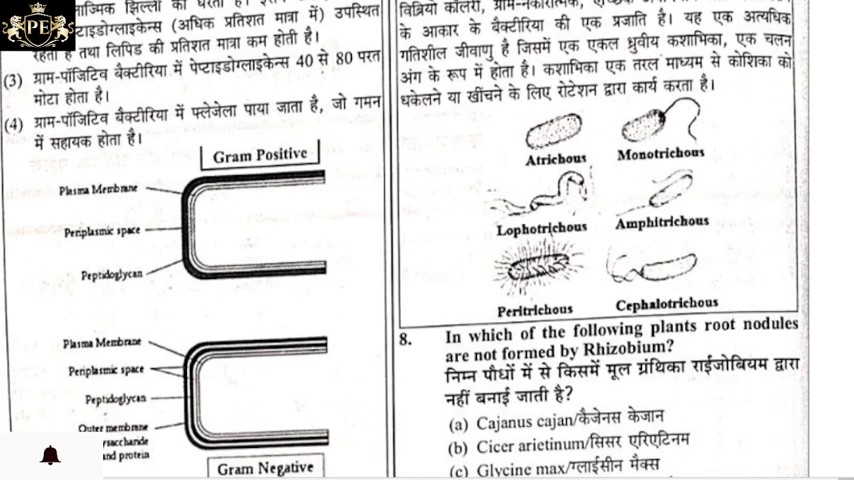 PE
झिल्ली का
(अधिक प्रतिशत मात्रा में) उपस्थित
रहता है तथा लिपिड की प्रतिशत मात्रा कम होती है।
(3) ग्राम-पॉजिटिव बैक्टीरिया में पेप्टाइडोग्लाइकेन्स 40 से 80 परत
मोटा होता है।
(4) ग्राम-पॉजिटिव बैक्टीरिया में फ्लेजेला पाया जाता है, जो गमन
में सहायक होता है।
Gram Positive
Plasma Membrane
Periplasmic space
Peptidoglycan
Plasma Membrane
Periplasmic space
Peptidoglycan
Outer membrane
and protein
Gram Negative
विब्रियो कॉलेरी, ग्राम-नकारात्मक,
के आकार के बैक्टीरिया की एक प्रजाति है। यह एक अत्यधिक
गतिशील जीवाणु है जिसमें एक एकल ध्रुवीय कशाभिका, एक चलन
अंग के रूप में होता है। कशाभिका एक तरल माध्यम से कोशिका को
धकेलने या खींचने के लिए रोटेशन द्वारा कार्य करता है।
Atrichous Monotrichous
Lophotrichous Amphitrichous
Peritrichous Cephalotrichous
8. In which of the following plants root nodules
are not formed by Rhizobium?
निम्न पौधों में से किसमें मूल ग्रंथिका राईजोबियम द्वारा
नहीं बनाई जाती है?
(a) Cajanus cajan/कैजेनस केजान
(b) Cicer arietinum/सिसर एरिएटिनम
(c) Glycine max/ग्लाईसीन मैक्स